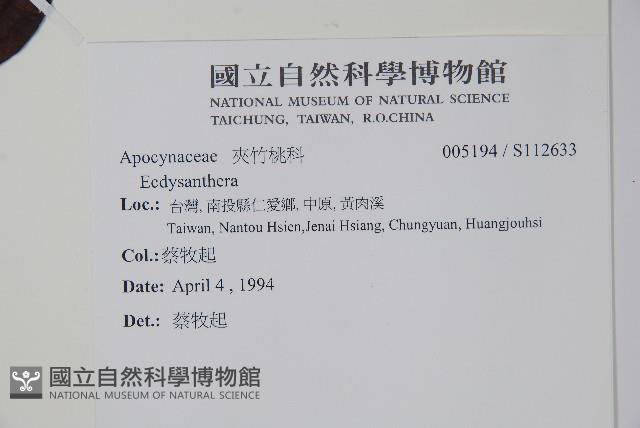 國立自然科學博物館
NATIONAL MUSEUM OF NATURAL SCIENCE
TAICHUNG, TAIWAN, R.O.CHINA
Apocynaceae 夾竹桃科 005194 / S112633
Ecdysanthera
Loc.: 台灣, 南投縣仁愛鄉, 中原, 黃肉溪
Taiwan, Nantou Hsien,Jenai Hsiang, Chungyuan, Huangjouhsi
Col.: 蔡牧起
Date: April 4 , 1994
Det.: 蔡牧起
國立自然科學博物館
NATIONAL MUSEUM OF NATURAL SCIENCE